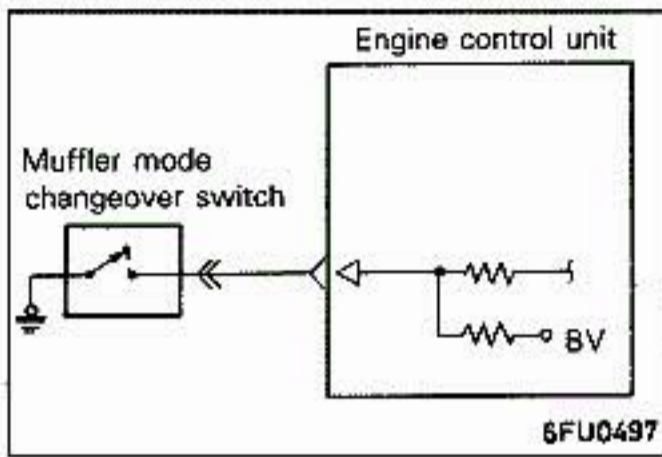 Engine control unit
Muffler mode
changeover switch
8V
6FU0497